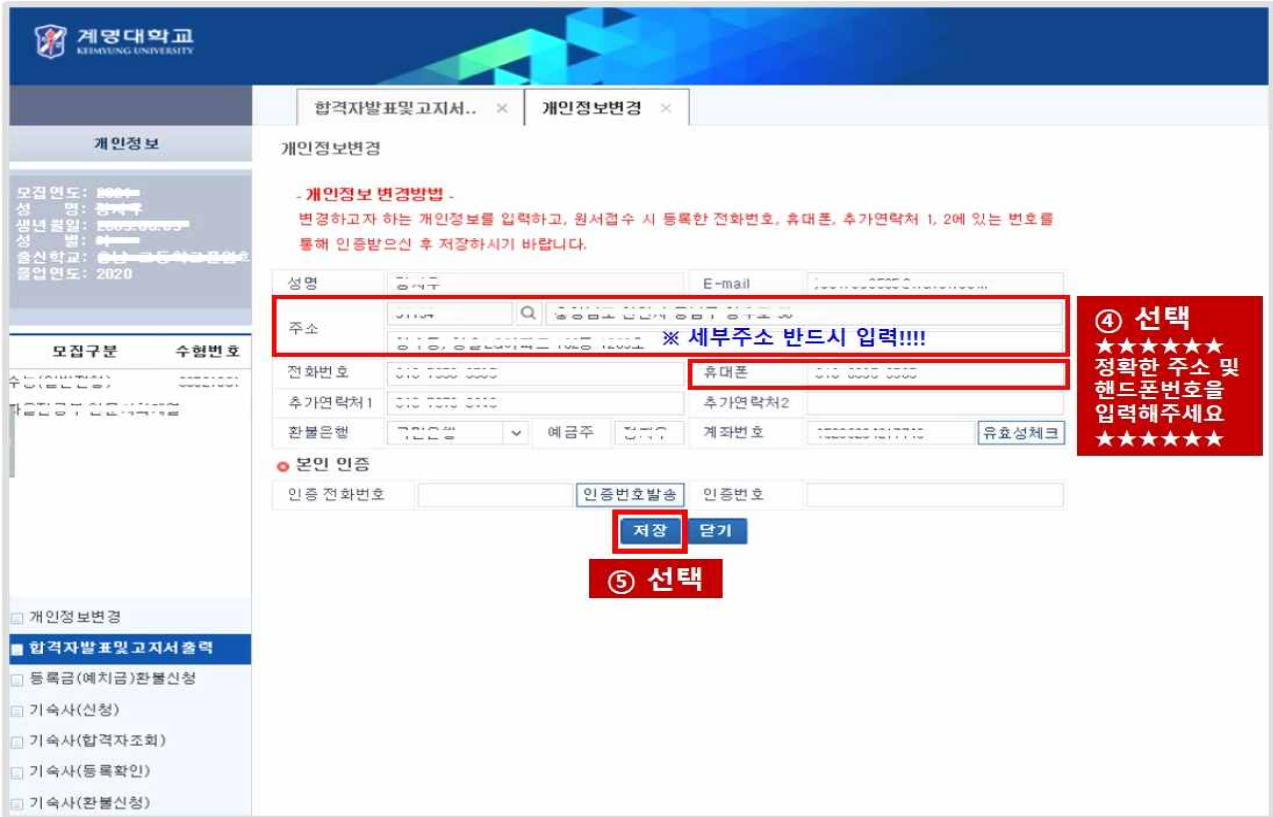 계명대학교
KEIMYUNG UNIVERSITY
합격자발표및고지서.. ×
개인정보변경 ×
개인정보
개인정보변경
모집연도:
성 명:
생년월일:
성 별:
출신학교:
졸업연도: 2020
- 개인정보 변경방법 -
변경하고자 하는 개인정보를 입력하고, 원서접수 시 등록한 전화번호, 휴대폰, 추가연락처 1, 2에 있는 번호를
통해 인증받으신 후 저장하시기 바랍니다.
성명
E-mail
주소
※ 세부주소 반드시 입력!!!!
전화번호
휴대폰
추가연락처1
추가연락처2
환불은행
예금주
계좌번호
유효성체크
본인 인증
인증 전화번호
인증번호발송
인증번호
저장
닫기
④ 선택
★★★★★★
정확한 주소 및
핸드폰번호을
입력해주세요
★★★★★★
⑤ 선택
모집구분 수험번호
개인정보변경
합격자발표및고지서출력
등록금(예치금)환불신청
기숙사(신청)
기숙사(합격자조회)
기숙사(등록확인)
기숙사(환불신청)